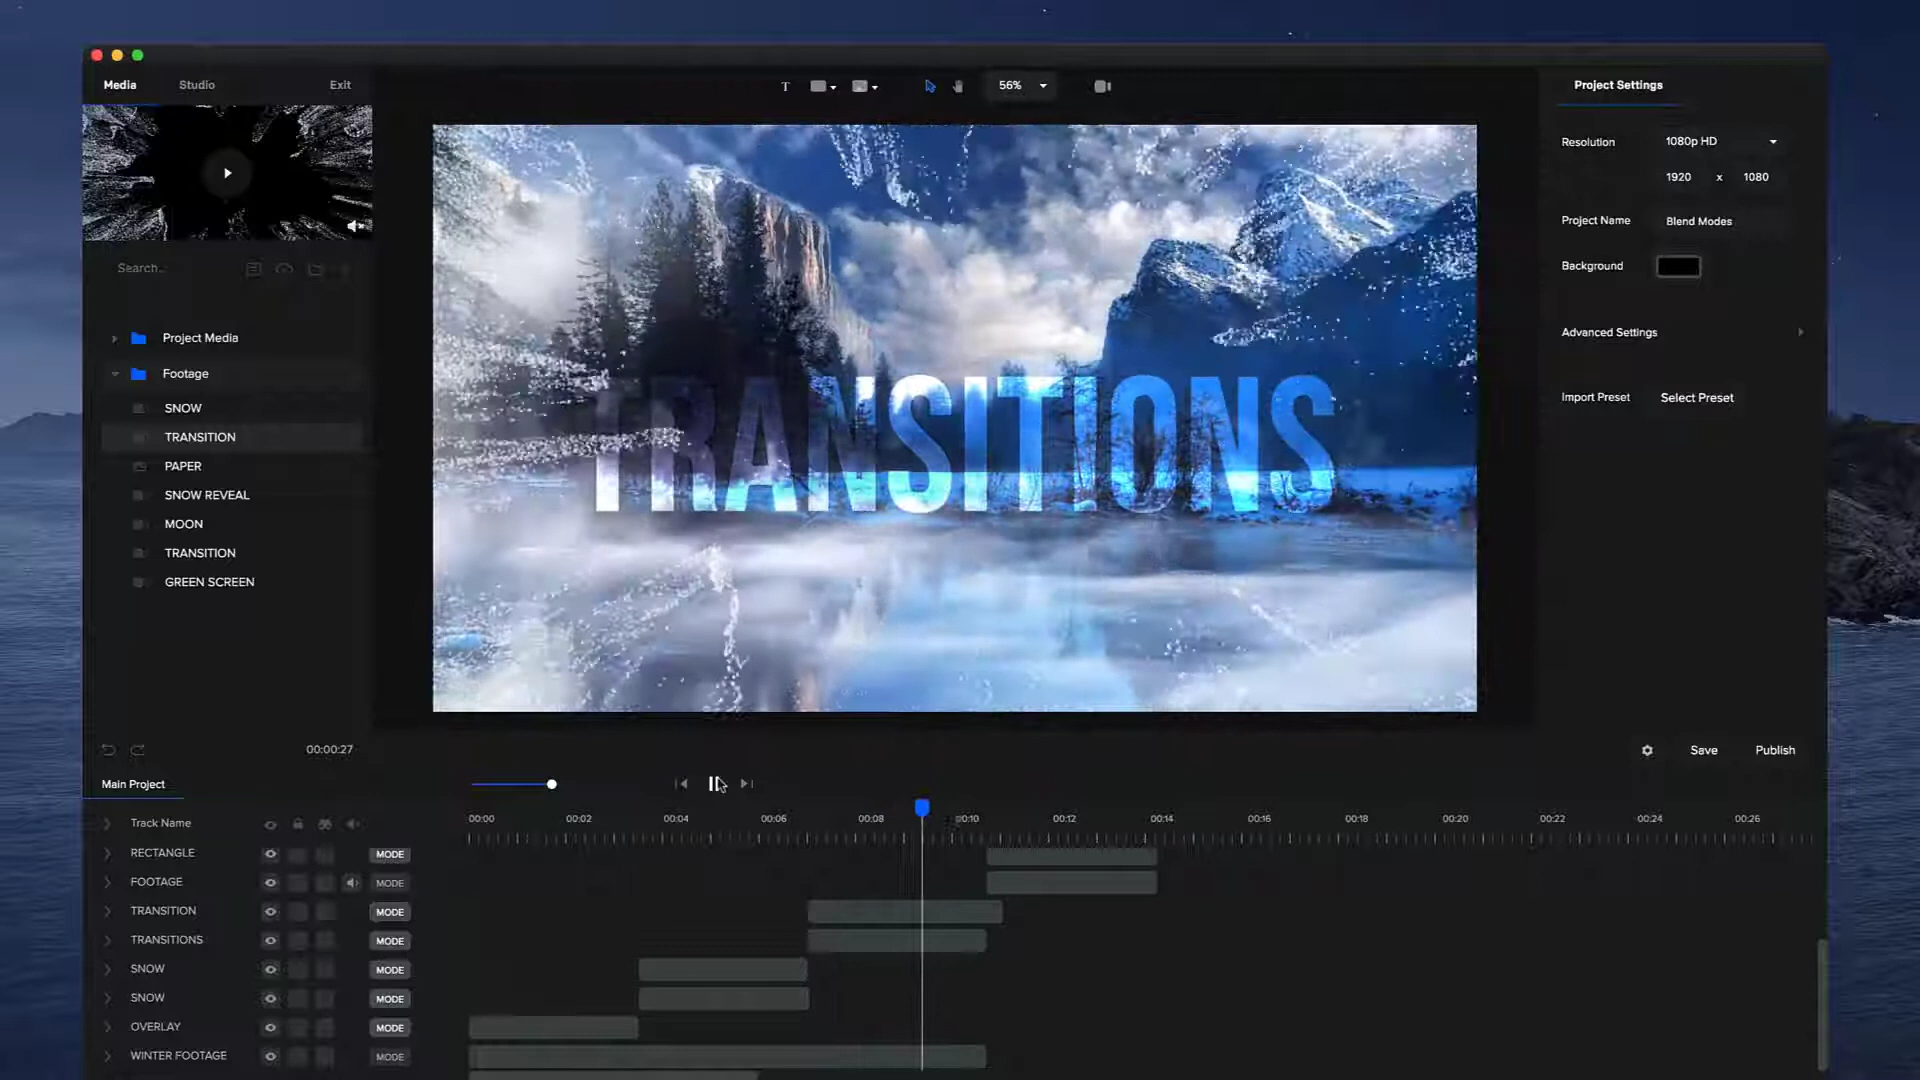 Media Studio Exit
T 56%
Project Settings
Resolution 1080p HD
1920 x 1080
Project Name Blend Modes
Background
Advanced Settings
Import Preset Select Preset
Search..
Project Media
Footage
SNOW
TRANSITION
PAPER
SNOW REVEAL
MOON
TRANSITION
GREEN SCREEN
TRANSITIONS
00:00:27
Save Publish
Main Project
Track Name
00:00 00:02 00:04 00:06 00:08 00:10 00:12 00:14 00:16 00:18 00:20 00:22 00:24 00:26
RECTANGLE MODE
FOOTAGE MODE
TRANSITION MODE
TRANSITIONS MODE
SNOW MODE
SNOW MODE
OVERLAY MODE
WINTER FOOTAGE MODE